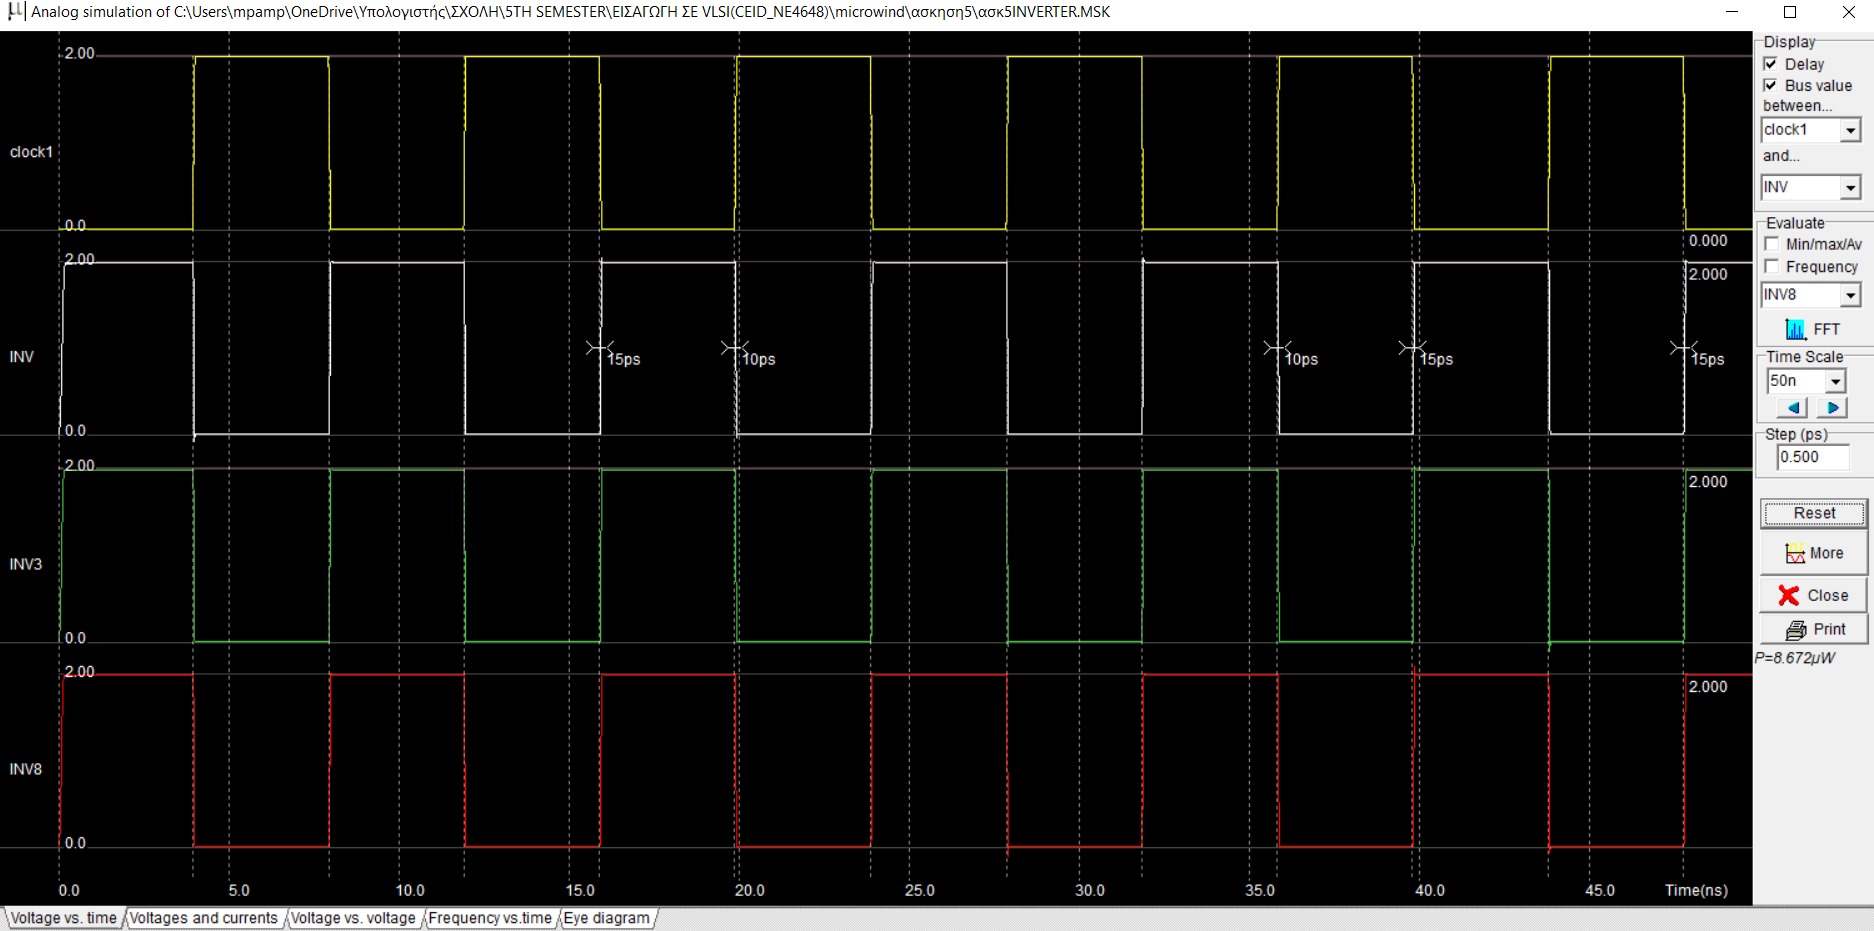 Analog simulation of C:\Users\mpamp\OneDrive\Υπολογιστής\ΣΧΟΛΗ\5TH SEMESTER\ΕΙΣΑΓΩΓΗ ΣΕ VLSI(CEID_NE4648)\microwind\ασκηση5\ασκ5INVERTER.MSK
2.00
clock1
0.0
0.000
2.00
2.000
INV
15ps
10ps
10ps
15ps
15ps
0.0
2.00
2.000
INV3
0.0
2.00
2.000
INV8
0.0
0.0 5.0 10.0 15.0 20.0 25.0 30.0 35.0 40.0 45.0 Time(ns)
Voltage vs. time Voltages and currents Voltage vs. voltage Frequency vs.time Eye diagram
Display
Delay
Bus value
between...
clock1
and...
INV
Evaluate
Min/max/Av
Frequency
INV8
FFT
Time Scale
50n
Step (ps)
0.500
Reset
More
Close
Print
P=8.672µW